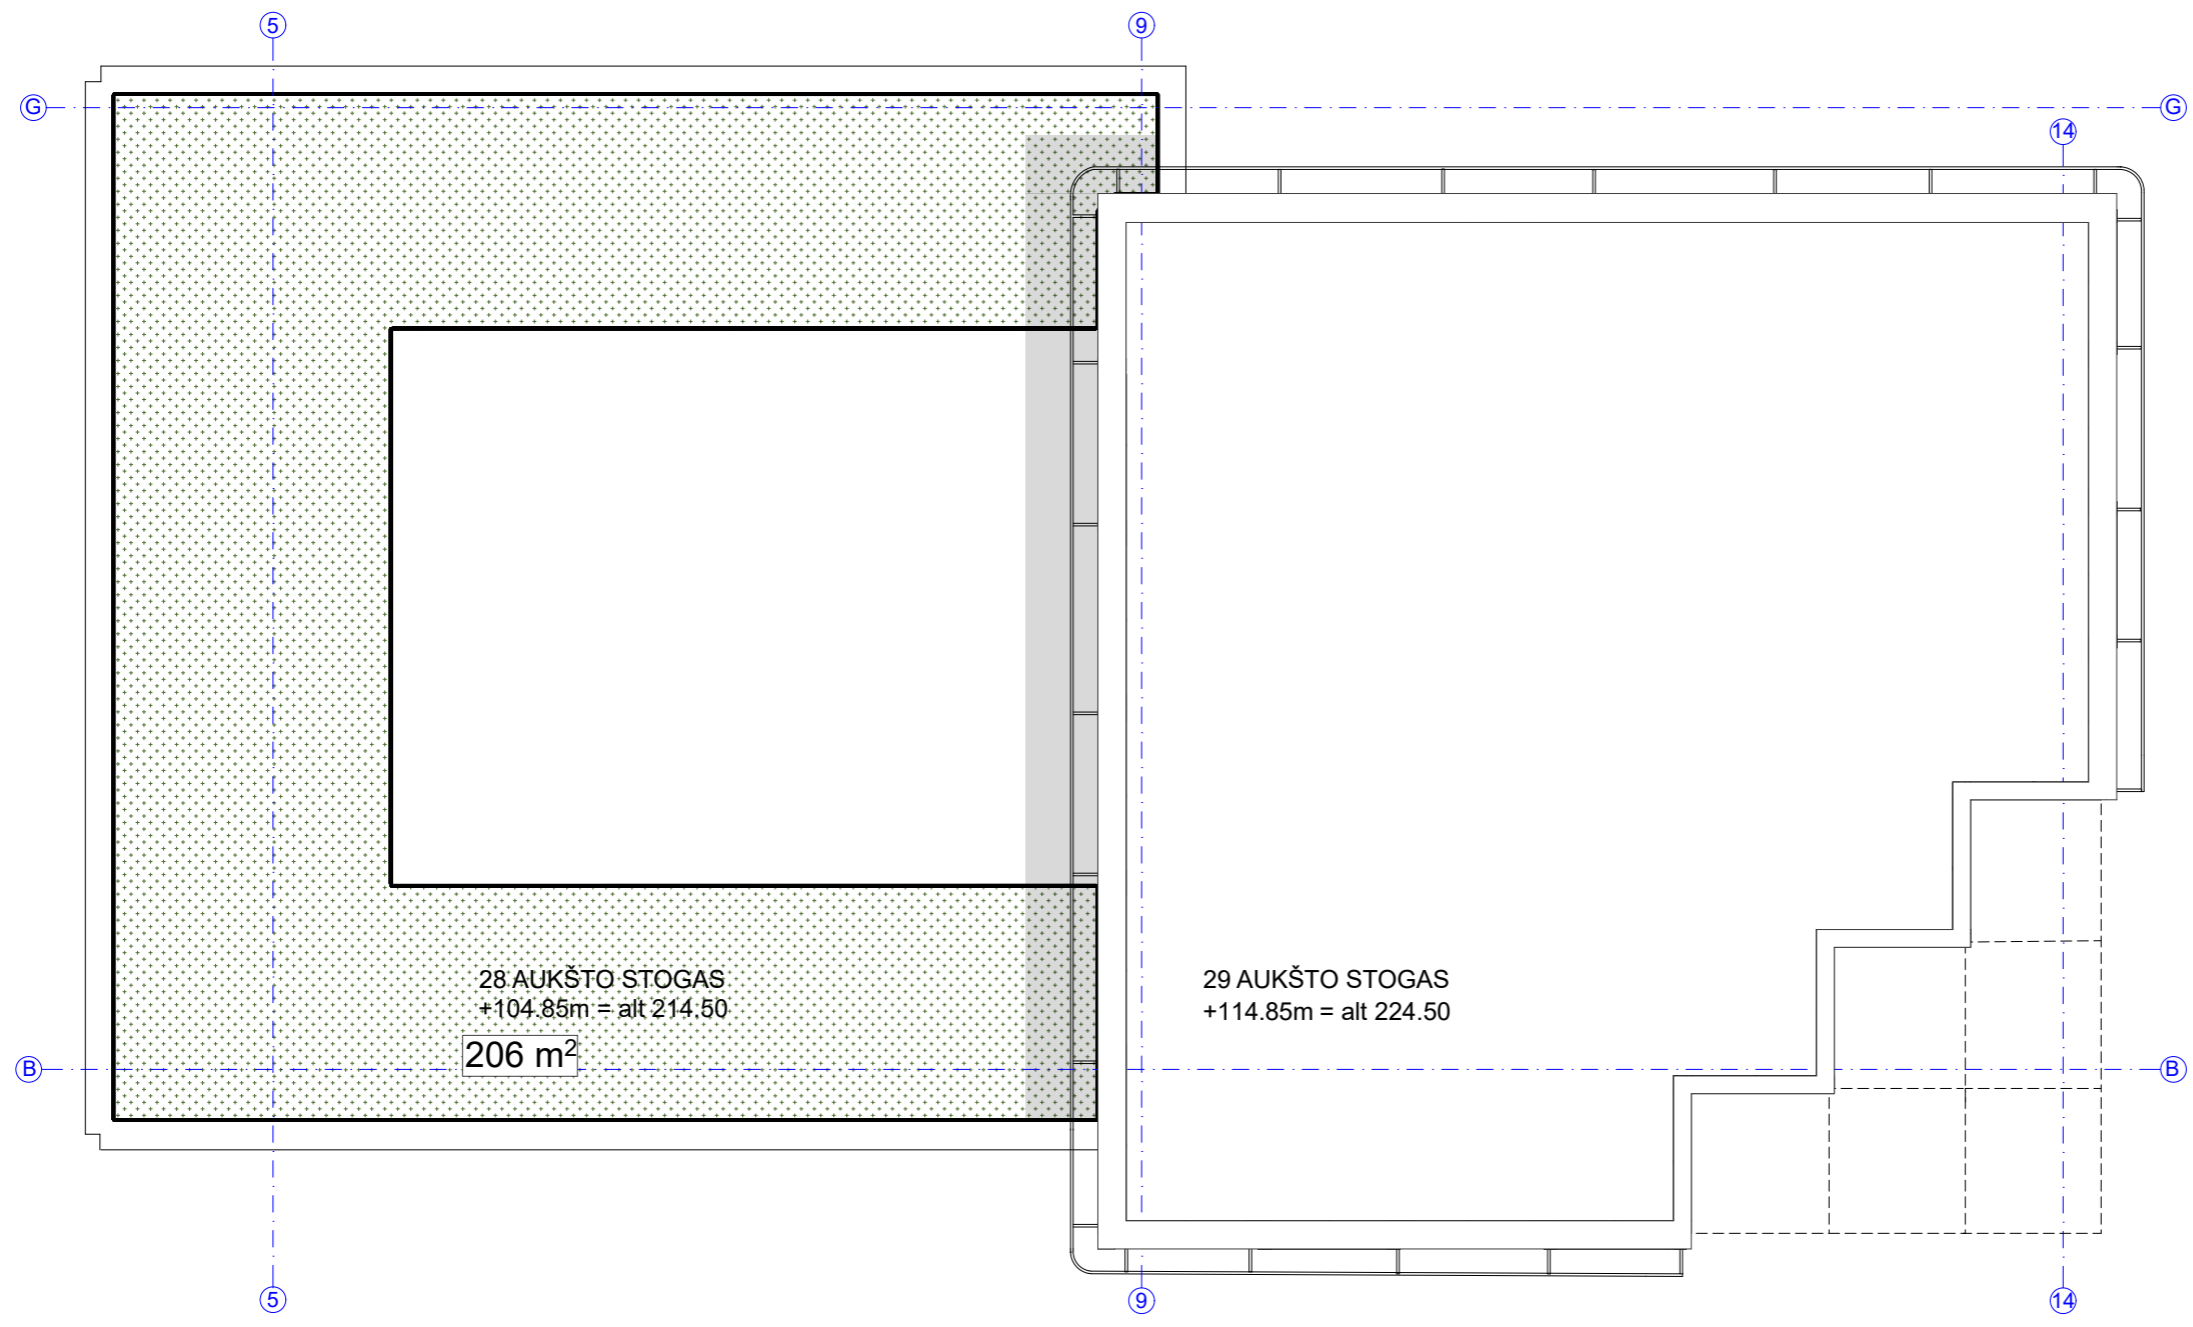 5
9
G
G
14
28 AUKŠTO STOGAS
+104.85m = alt 214.50
206 m²
29 AUKŠTO STOGAS
+114.85m = alt 224.50
B
B
5
9
14